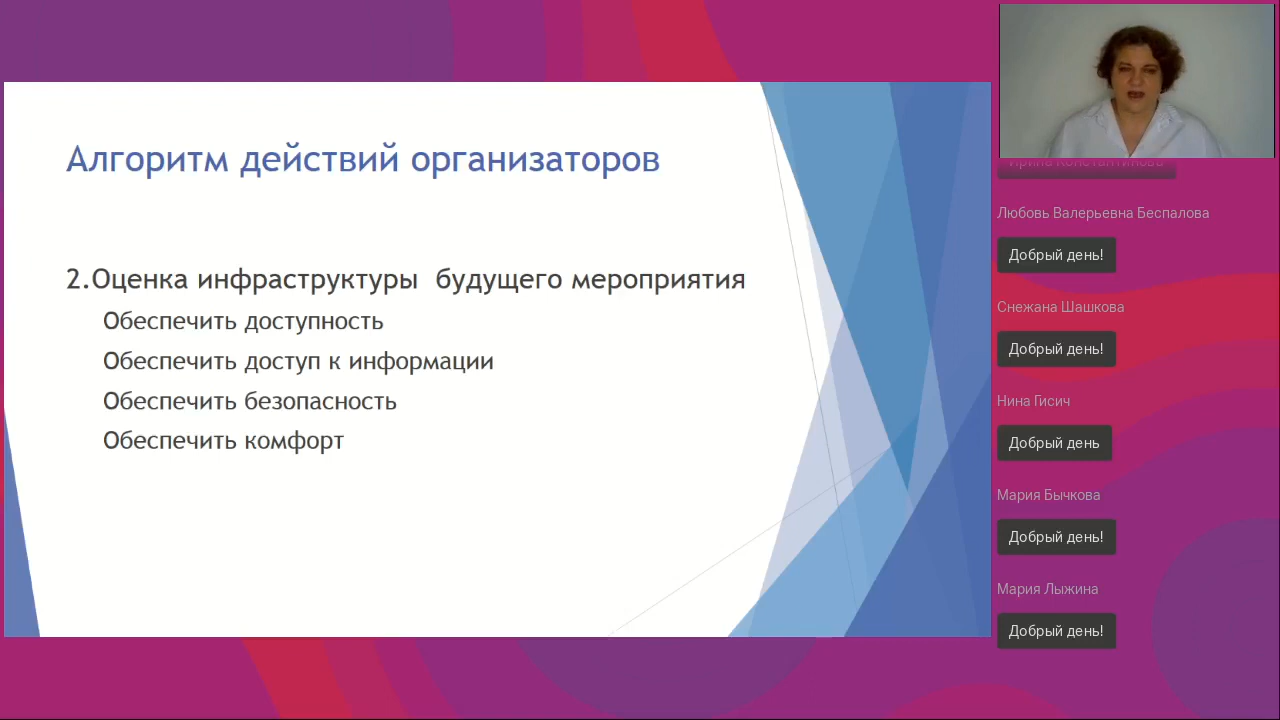 Алгоритм действий организаторов
2.Оценка инфраструктуры будущего мероприятия
Обеспечить доступность
Обеспечить доступ к информации
Обеспечить безопасность
Обеспечить комфорт
Любовь Валерьевна Беспалова
Добрый день!
Снежана Шашкова
Добрый день!
Нина Гисич
Добрый день
Мария Бычкова
Добрый день!
Мария Лыжина
Добрый день!